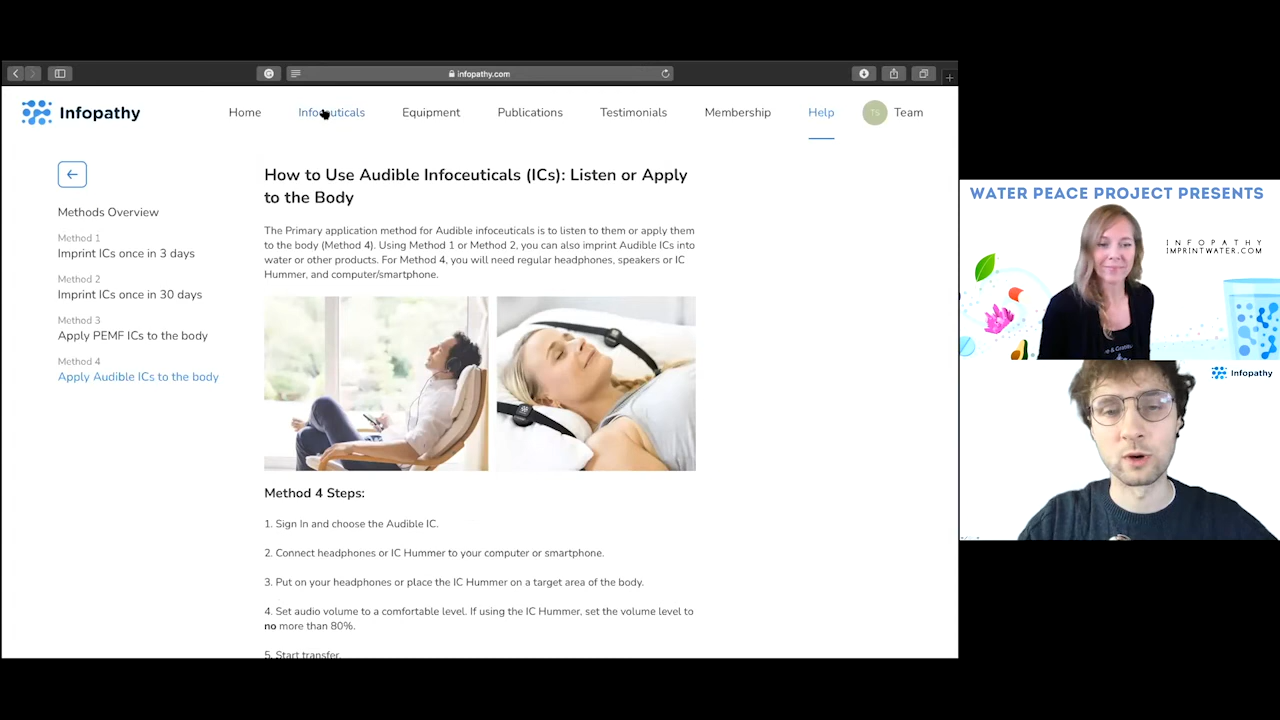 infopathy.com
Infopathy
Home
Infoceuticals
Equipment
Publications
Testimonials
Membership
Help
TS
Team
Methods Overview
Method 1
Imprint ICs once in 3 days
Method 2
Imprint ICs once in 30 days
Method 3
Apply PEMF ICs to the body
Method 4
Apply Audible ICs to the body
How to Use Audible Infoceuticals (ICs): Listen or Apply
to the Body
The Primary application method for Audible infoceuticals is to listen to them or apply them
to the body (Method 4). Using Method 1 or Method 2, you can also imprint Audible ICs into
water or other products. For Method 4, you will need regular headphones, speakers or IC
Hummer, and computer/smartphone.
Method 4 Steps:
1. Sign In and choose the Audible IC.
2. Connect headphones or IC Hummer to your computer or smartphone.
3. Put on your headphones or place the IC Hummer on a target area of the body.
4. Set audio volume to a comfortable level. If using the IC Hummer, set the volume level to
no more than 80%.
5. Start transfer.
WATER PEACE PROJECT PRESENTS
INFOPATHY
IMPRINTWATER.COM
Infopathy